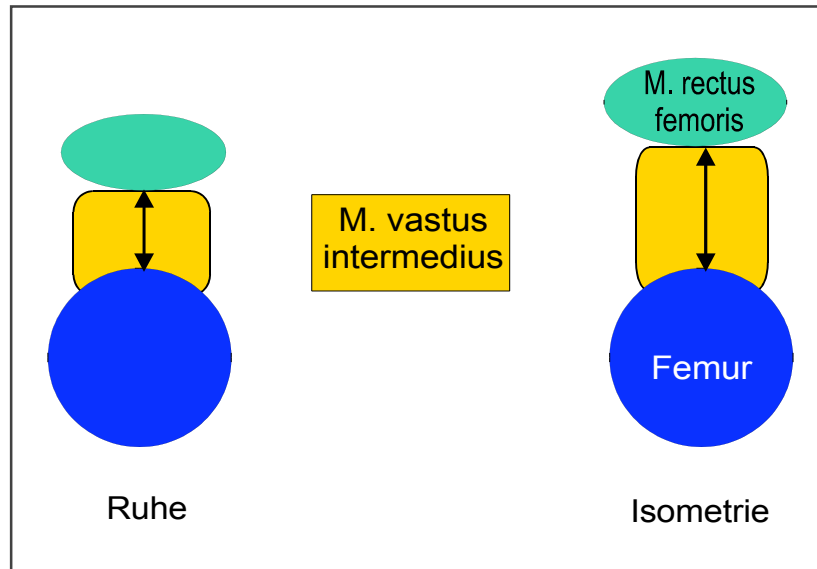 M. rectus
femoris
M. vastus
intermedius
Femur
Ruhe
Isometrie